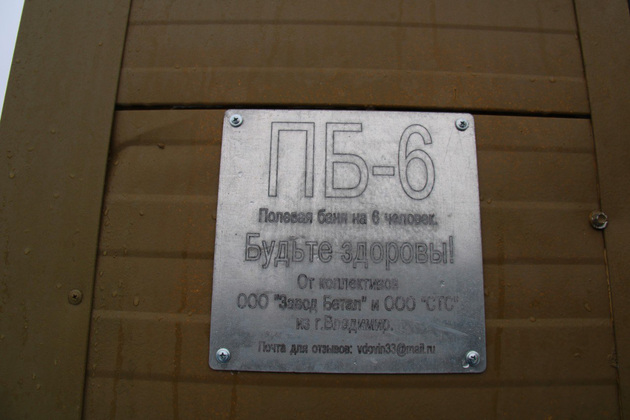 ПБ-6
Полевая баня на 6 человек.
Будьте здоровы!
От коллективов
ООО "Завод Бетал" и ООО "СТС"
из г.Владимир.
Почта для отзывов: vdovin33@mail.ru